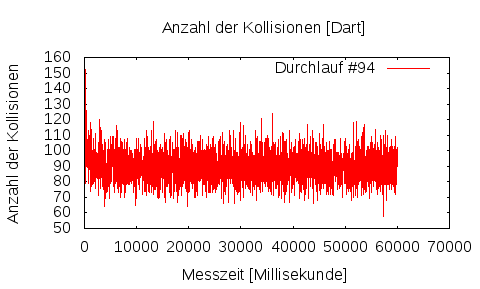 Anzahl der Kollisionen [Dart]
Durchlauf #94
Anzahl der Kollisionen
160
150
140
130
120
110
100
90
80
70
60
50
0 10000 20000 30000 40000 50000 60000 70000
Messzeit [Millisekunde]